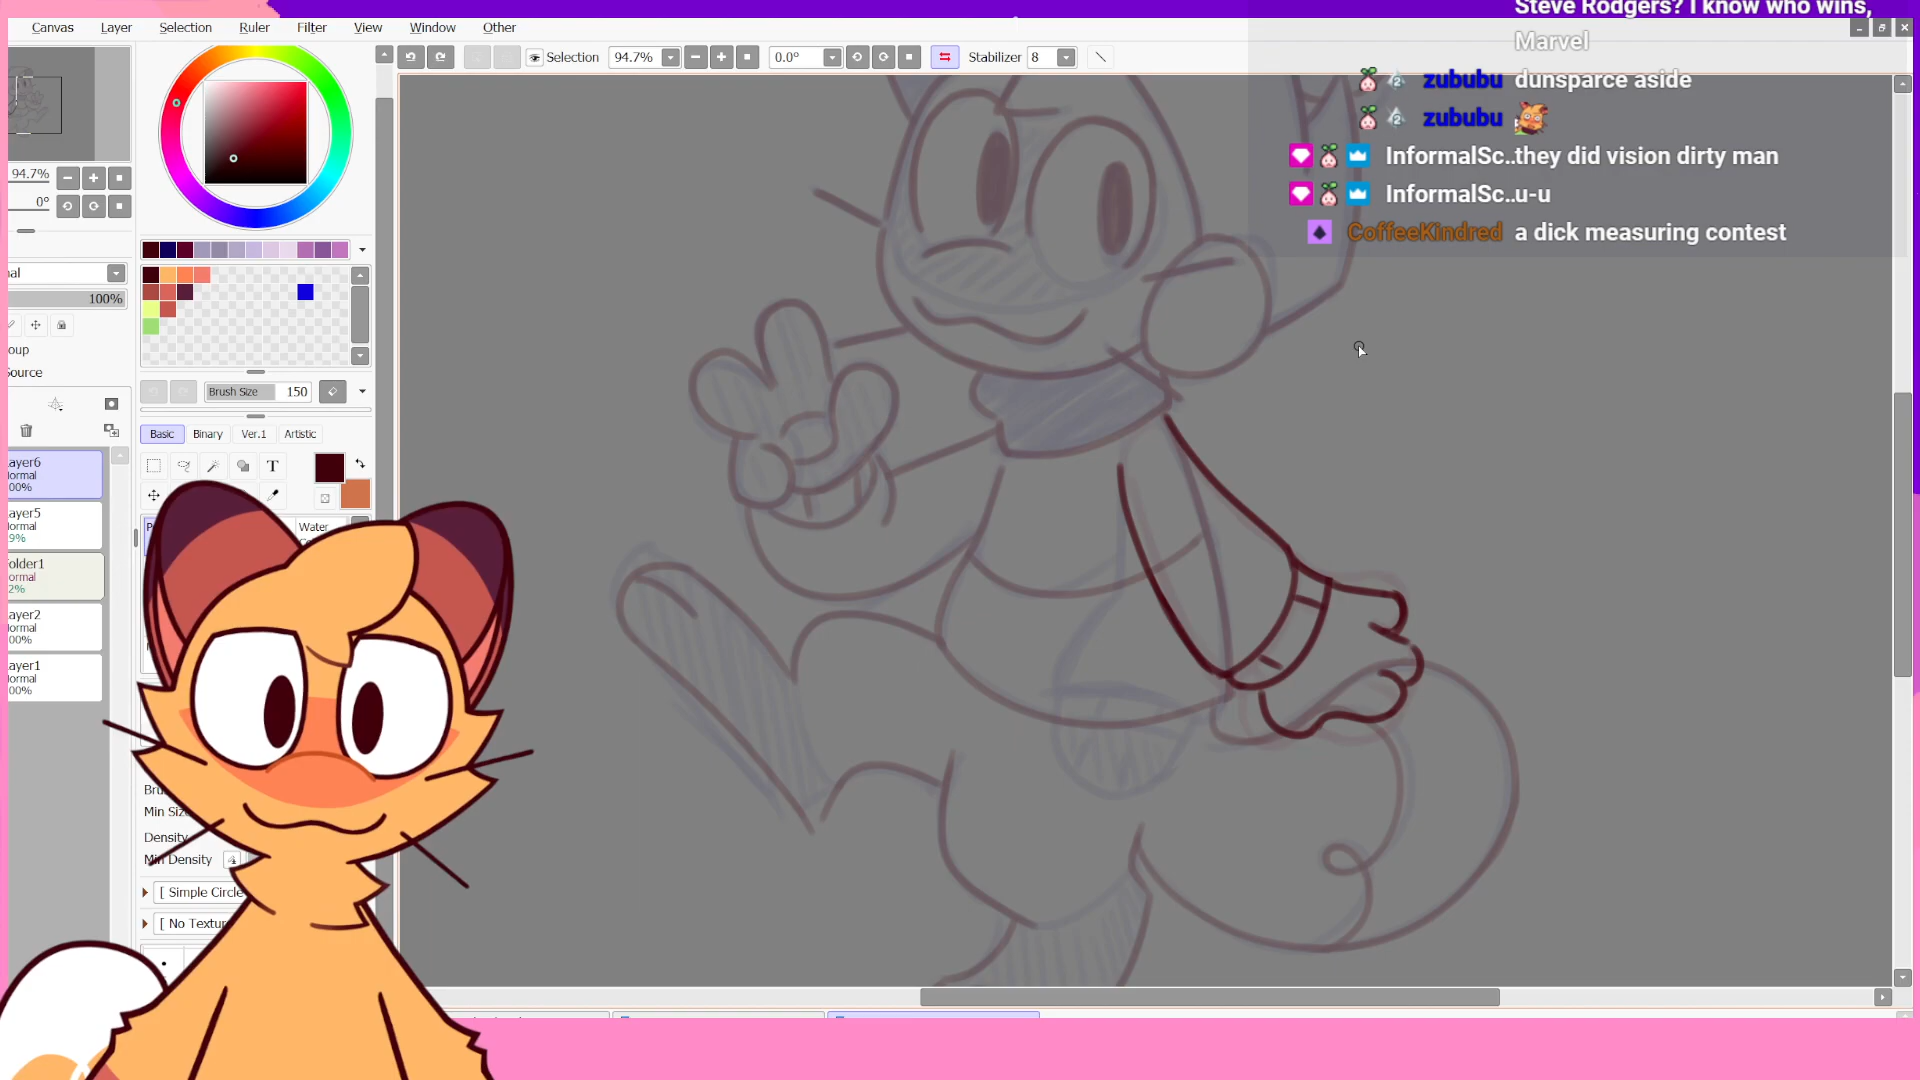 Steve Rodgers? I know who wins,
Marvel
zububu dunsparce aside
zububu
InformalSc..they did vision dirty man
InformalSc..u-u
CoffeeKindred a dick measuring contest
Canvas Layer Selection Ruler Filter View Window Other
Selection 94.7% 0.0° Stabilizer 8
94.7%
0°
al
100%
oup
Source
Brush Size 150
Basic Binary Ver.1 Artistic
T
Water
ayer6
ormal
00%
ayer5
9%
older1
ormal
2%
ayer2
ormal
00%
ayer1
ormal
00%
Min Size
Density
Min Density
[ Simple Circle
[ No Textur